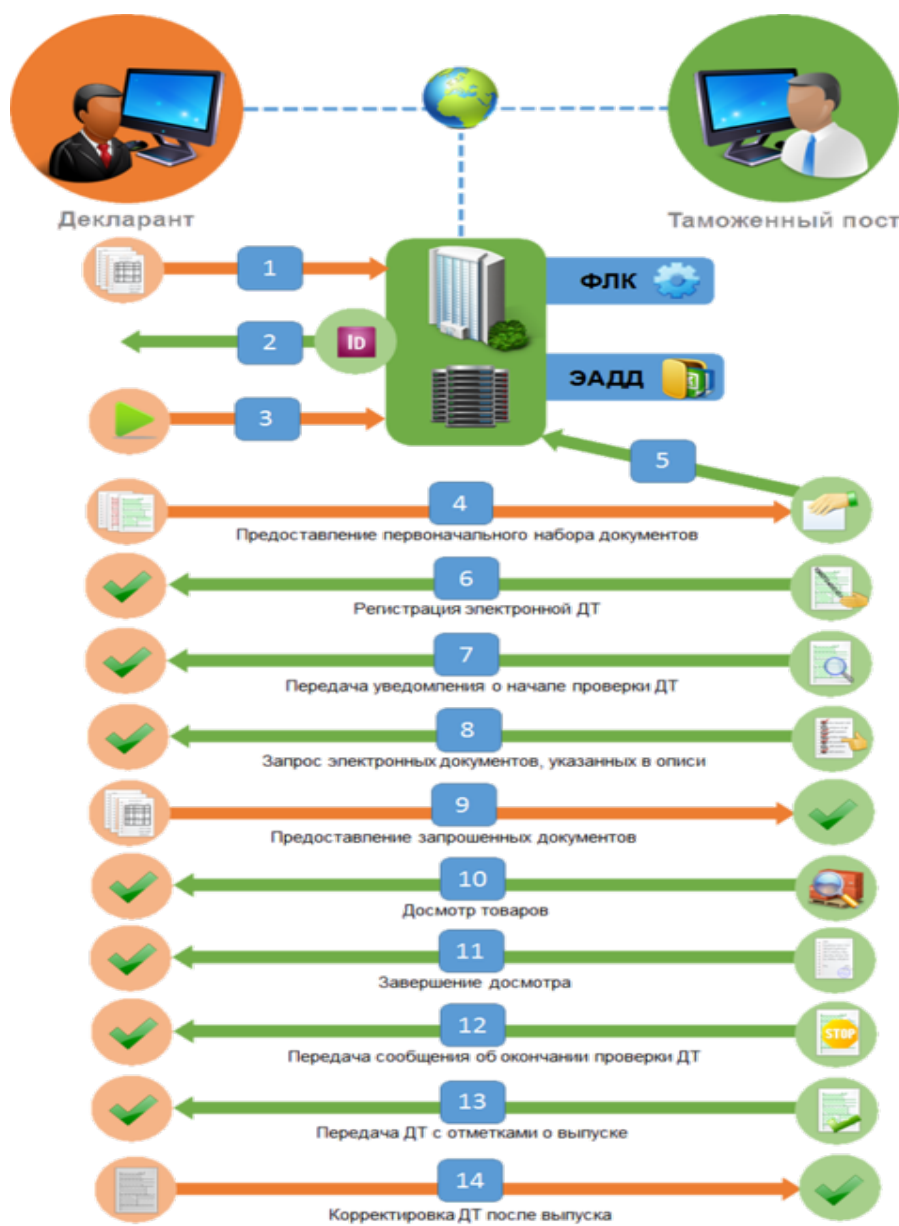 Декларант
Таможенный пост
1
ФЛК
2
ID
ЭАДД
3
5
4
Предоставление первоначального набора документов
6
Регистрация электронной ДТ
7
Передача уведомления о начале проверки ДТ
8
Запрос электронных документов, указанных в описи
9
Предоставление запрошенных документов
10
Досмотр товаров
11
Завершение досмотра
12
STOP
Передача сообщения об окончании проверки ДТ
13
Передача ДТ с отметками о выпуске
14
Корректировка ДТ после выпуска